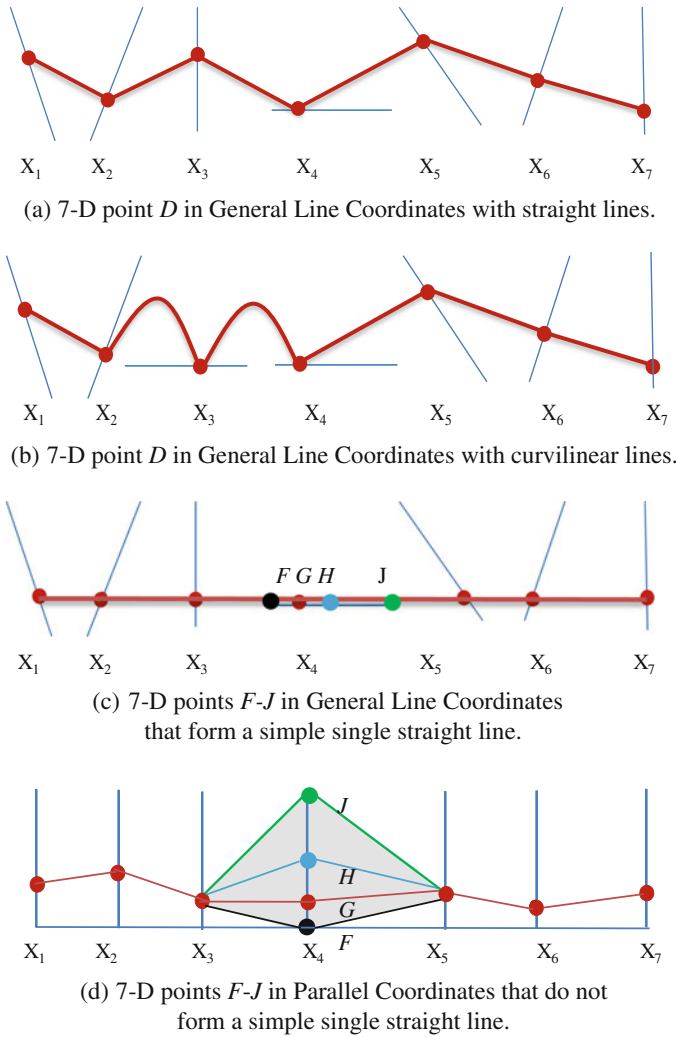 X1 X2 X3 X4 X5 X6 X7
(a) 7-D point D in General Line Coordinates with straight lines.
X1 X2 X3 X4 X5 X6 X7
(b) 7-D point D in General Line Coordinates with curvilinear lines.
F G H J
X1 X2 X3 X4 X5 X6 X7
(c) 7-D points F-J in General Line Coordinates
that form a simple single straight line.
J
H
G
F
X1 X2 X3 X4 X5 X6 X7
(d) 7-D points F-J in Parallel Coordinates that do not
form a simple single straight line.